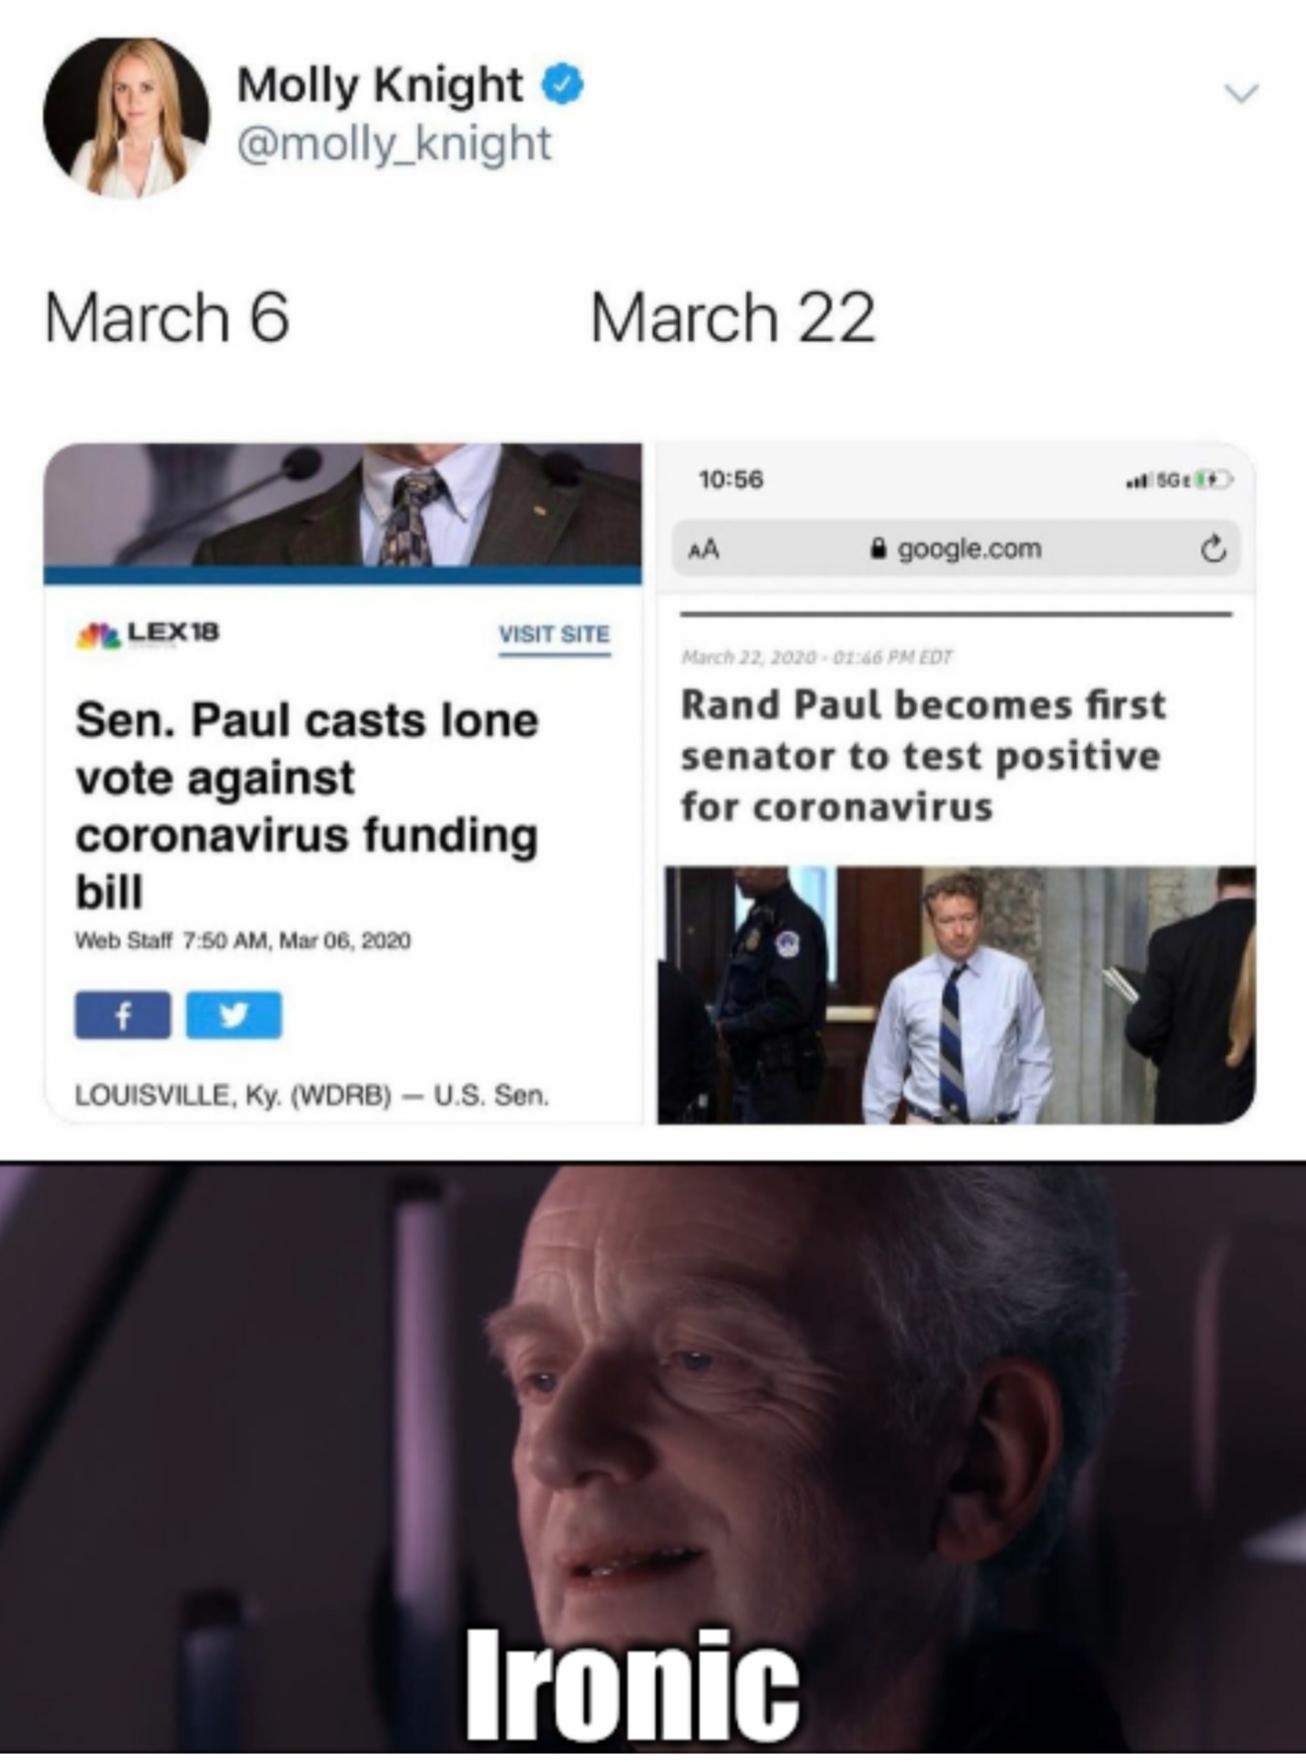 Molly Knight
@molly_knight
March 6 March 22
LEX18
VISIT SITE
Sen. Paul casts lone
vote against
coronavirus funding
bill
Web Staff 7:50 AM, Mar 06, 2020
f
LOUISVILLE, Ky. (WDRB) — U.S. Sen.
10:56
5GE
AA
google.com
March 22, 2020 - 01:46 PM EDT
Rand Paul becomes first
senator to test positive
for coronavirus
Ironic